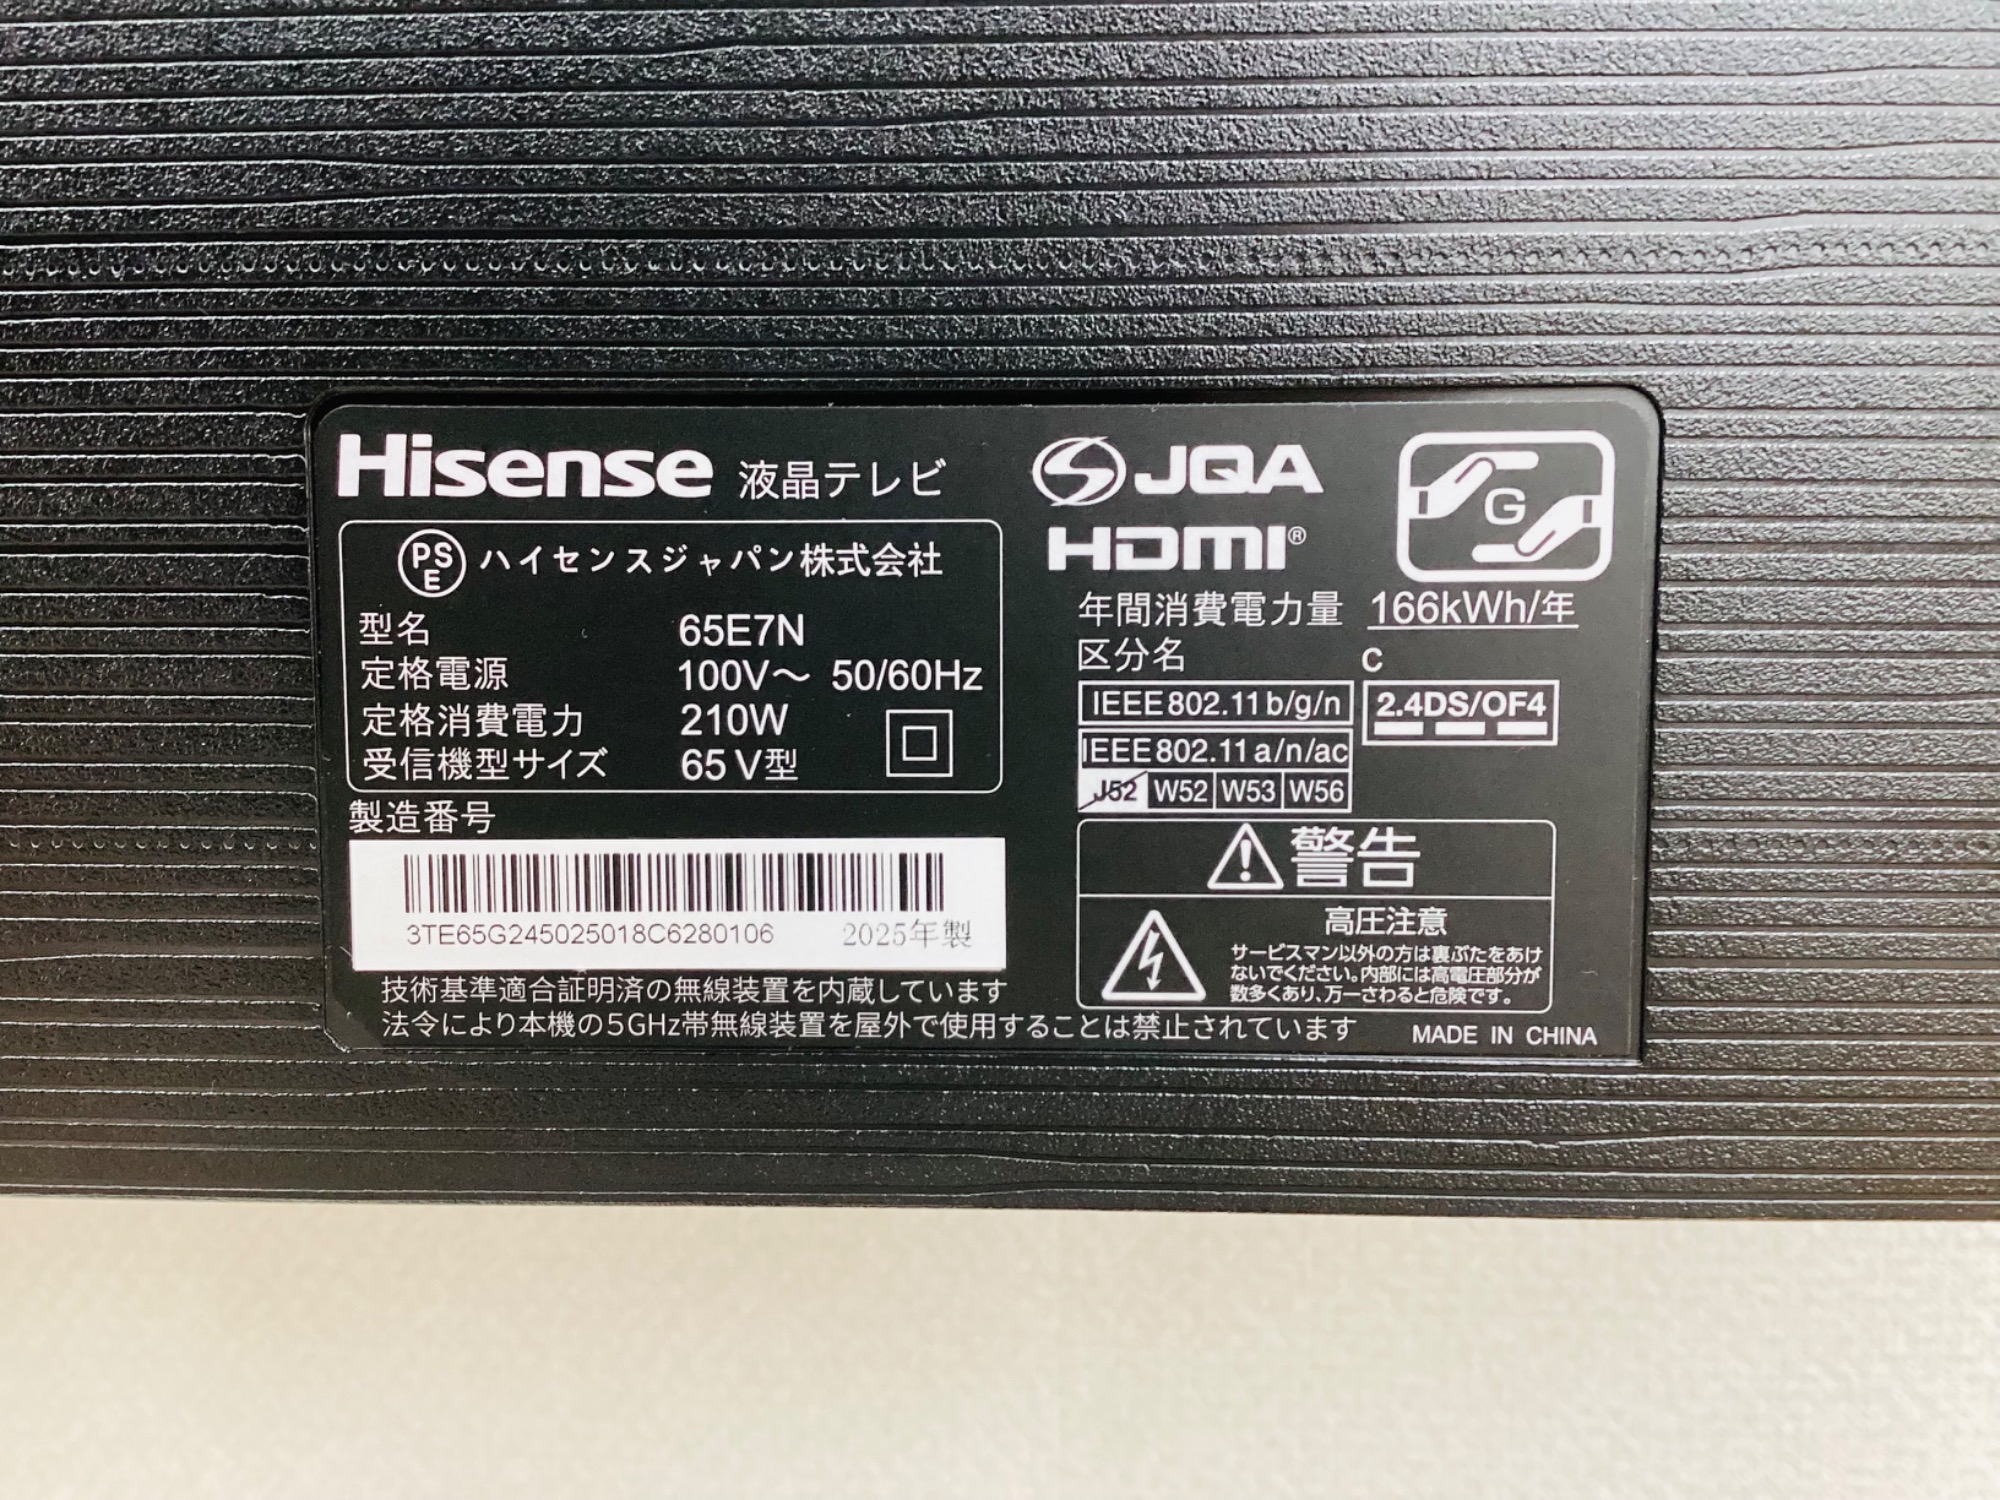 Hisense 液晶テレビ
PSE ハイセンスジャパン株式会社
型名 65E7N
定格電源 100V～ 50/60Hz
定格消費電力 210W
受信機型サイズ 65V型
製造番号
3TE65G245025018C6280106 2025年製
JQA
HDMI®
G
年間消費電力量 166kWh/年
区分名 C
IEEE802.11b/g/n 2.4DS/OF4
IEEE802.11a/n/ac
J52 W52 W53 W56
警告
高圧注意
サービスマン以外の方は裏ぶたをあけ
ないでください。内部には高電圧部分が
数多くあり、万一さわると危険です。
技術基準適合証明済の無線装置を内蔵しています
法令により本機の5GHz帯無線装置を屋外で使用することは禁止されています
MADE IN CHINA